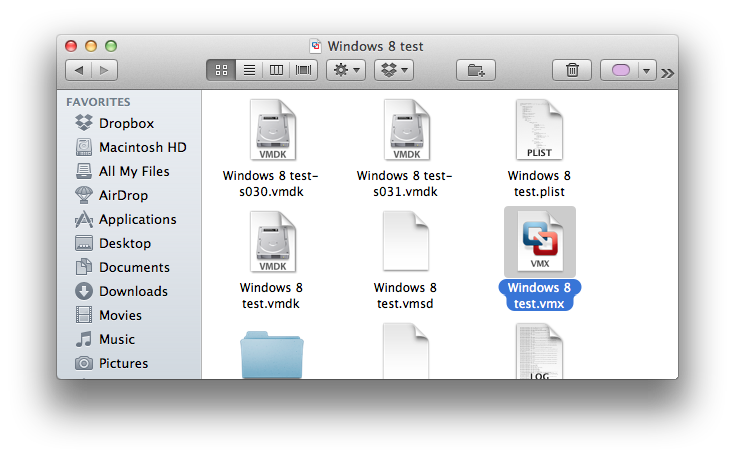 Windows 8 test
FAVORITES
Dropbox
Macintosh HD
All My Files
AirDrop
Applications
Desktop
Documents
Downloads
Movies
Music
Pictures
VMDK
VMDK
PLIST
Windows 8 test-
s030.vmdk
Windows 8 test-
s031.vmdk
Windows 8
test.plist
VMDK
VMX
Windows 8
test.vmdk
Windows 8
test.vmsd
Windows 8
test.vmx
LOG